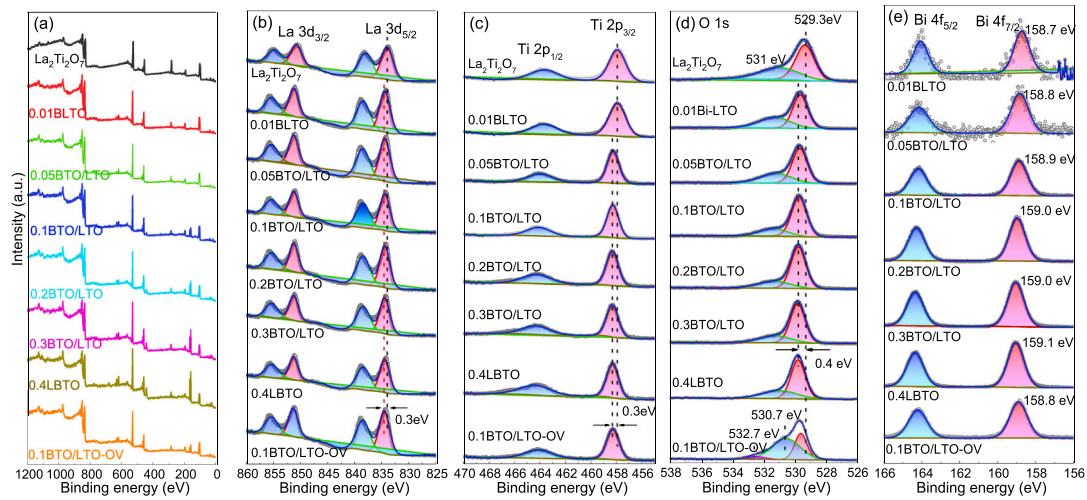 (a)
La2Ti2O7
0.01BLTO
0.05BTO/LTO
0.1BTO/LTO
0.2BTO/LTO
0.3BTO/LTO
0.4LBTO
0.1BTO/LTO-OV
Intensity (a.u.)
1200 1000 800 600 400 200 0
Binding energy (eV)
(b)
La 3d3/2
La 3d5/2
La2Ti2O7
0.01BLTO
0.05BTO/LTO
0.1BTO/LTO
0.2BTO/LTO
0.3BTO/LTO
0.4LBTO
0.3eV
0.1BTO/LTO-OV
865 860 855 850 845 840 835 830 825
Binding energy (eV)
(c)
Ti 2p3/2
Ti 2p1/2
La2Ti2O7
0.01BLTO
0.05BTO/LTO
0.1BTO/LTO
0.2BTO/LTO
0.3BTO/LTO
0.4LBTO
0.3eV
0.1BTO/LTO-OV
470 468 466 464 462 460 458 456
Binding energy (eV)
(d) O 1s
529.3eV
531 eV
La2Ti2O7
0.01Bi-LTO
0.05BTO/LTO
0.1BTO/LTO
0.2BTO/LTO
0.3BTO/LTO
0.4 eV
0.4LBTO
530.7 eV
532.7 eV
0.1BTO/LTO-OV
538 536 534 532 530 528 526
Binding energy (eV)
(e)
Bi 4f5/2
Bi 4f7/2
158.7 eV
0.01BLTO
158.8 eV
0.05BTO/LTO
158.9 eV
0.1BTO/LTO
159.0 eV
0.2BTO/LTO
159.0 eV
0.3BTO/LTO
159.1 eV
0.4LBTO
158.8 eV
0.1BTO/LTO-OV
166 164 162 160 158 156
Binding energy (eV)